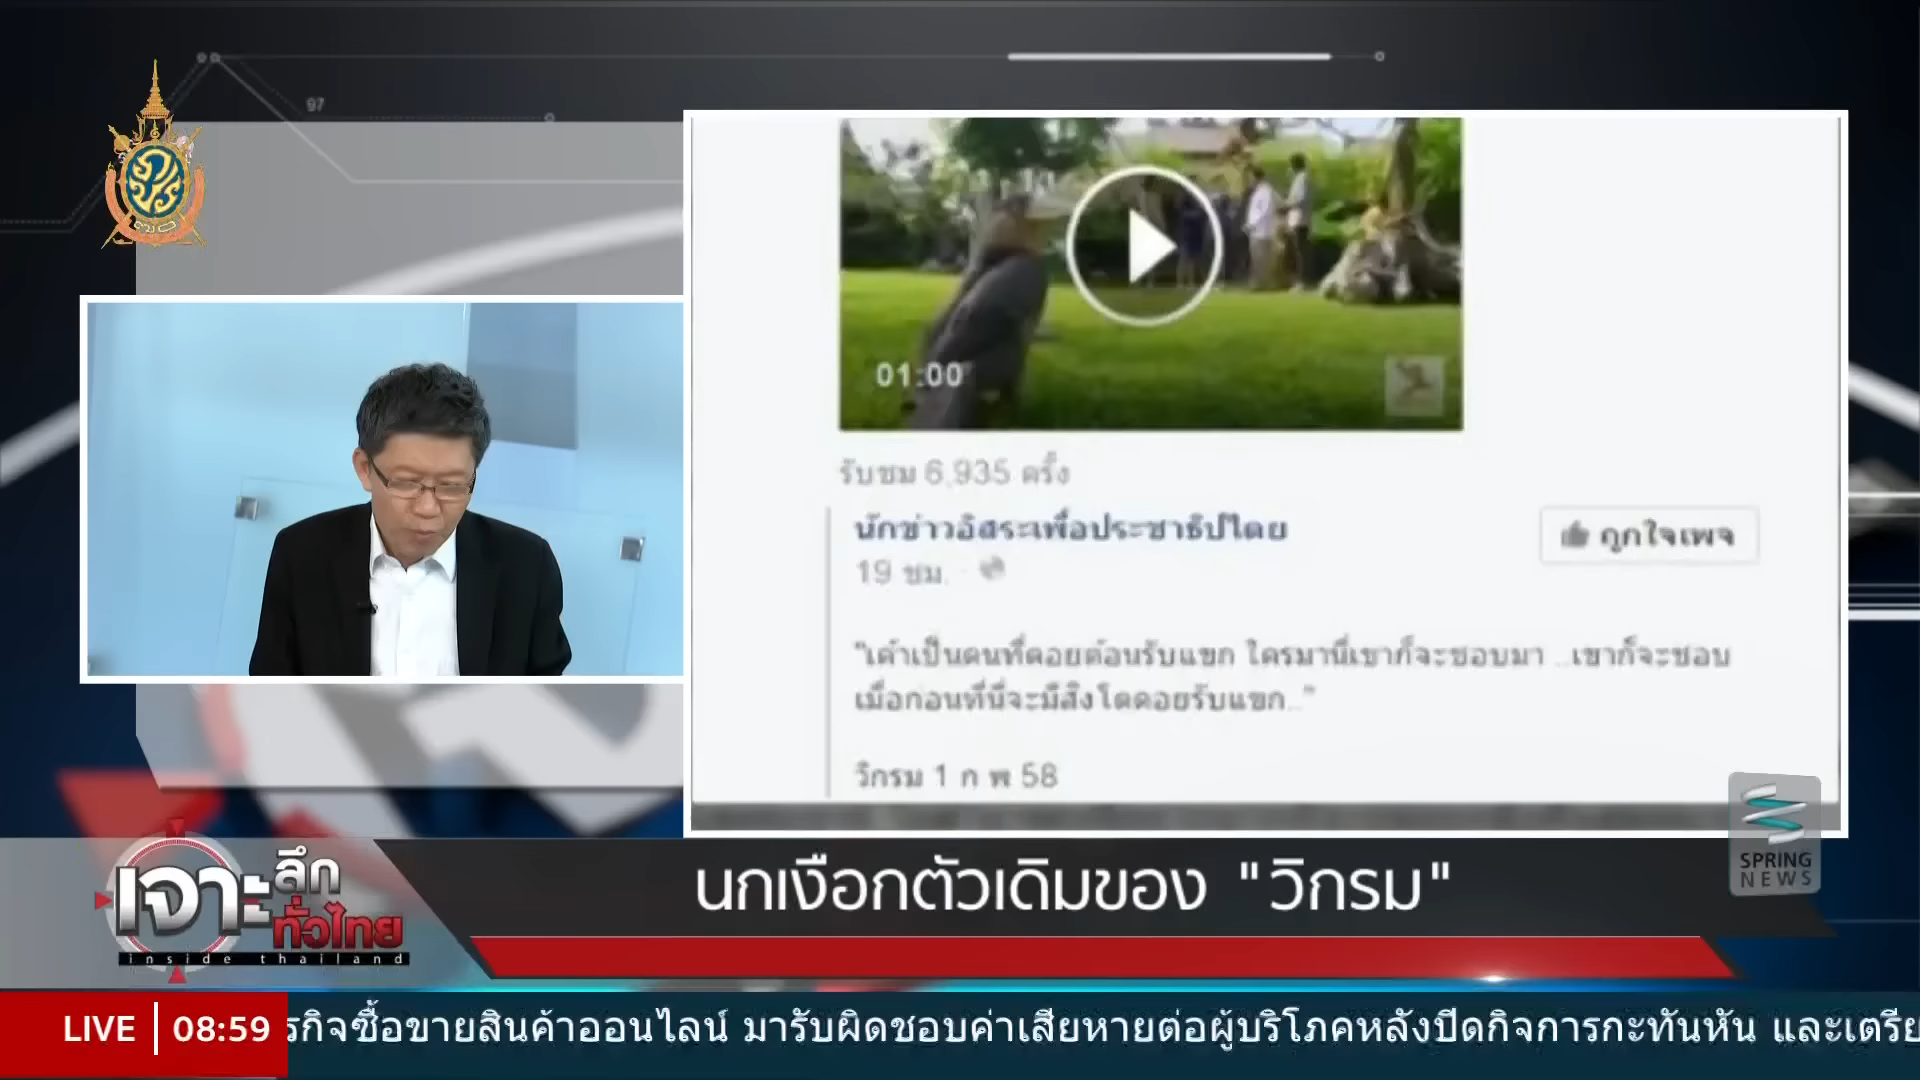 97
01:00
รับชม 6,935 ครั้ง
นักข่าวอิสระเพื่อประชาธิปไตย
ถูกใจเพจ
19 ชม.
"เค้าเป็นคนที่คอยต้อนรับแขก ใครมานี่เขาก็จะชอบมา ..เขาก็จะชอบ
เมื่อก่อนที่นี่จะมีสิงโตคอยรับแขก.."
วิกรม 1 ก พ 58
SPRING
NEWS
เจาะลึกทั่วไทย
inside thailand
นกเงือกตัวเดิมของ "วิกรม"
LIVE 08:59 รกิจซื้อขายสินค้าออนไลน์ มารับผิดชอบค่าเสียหายต่อผู้บริโภคหลังปิดกิจการกะทันหัน และเตรีย